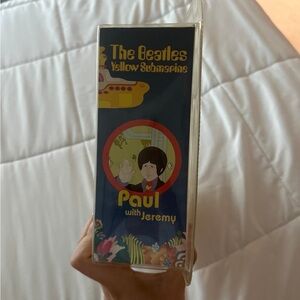 The Beatles
Yellow Submarine
Paul
with Jeremy